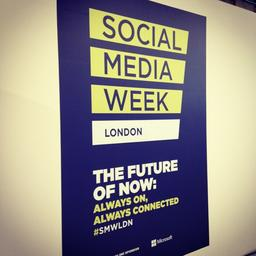 SOCIAL
MEDIA
WEEK
LONDON
THE FUTURE
OF NOW:
ALWAYS ON,
ALWAYS CONNECTED
#SMWLDN
Microsoft